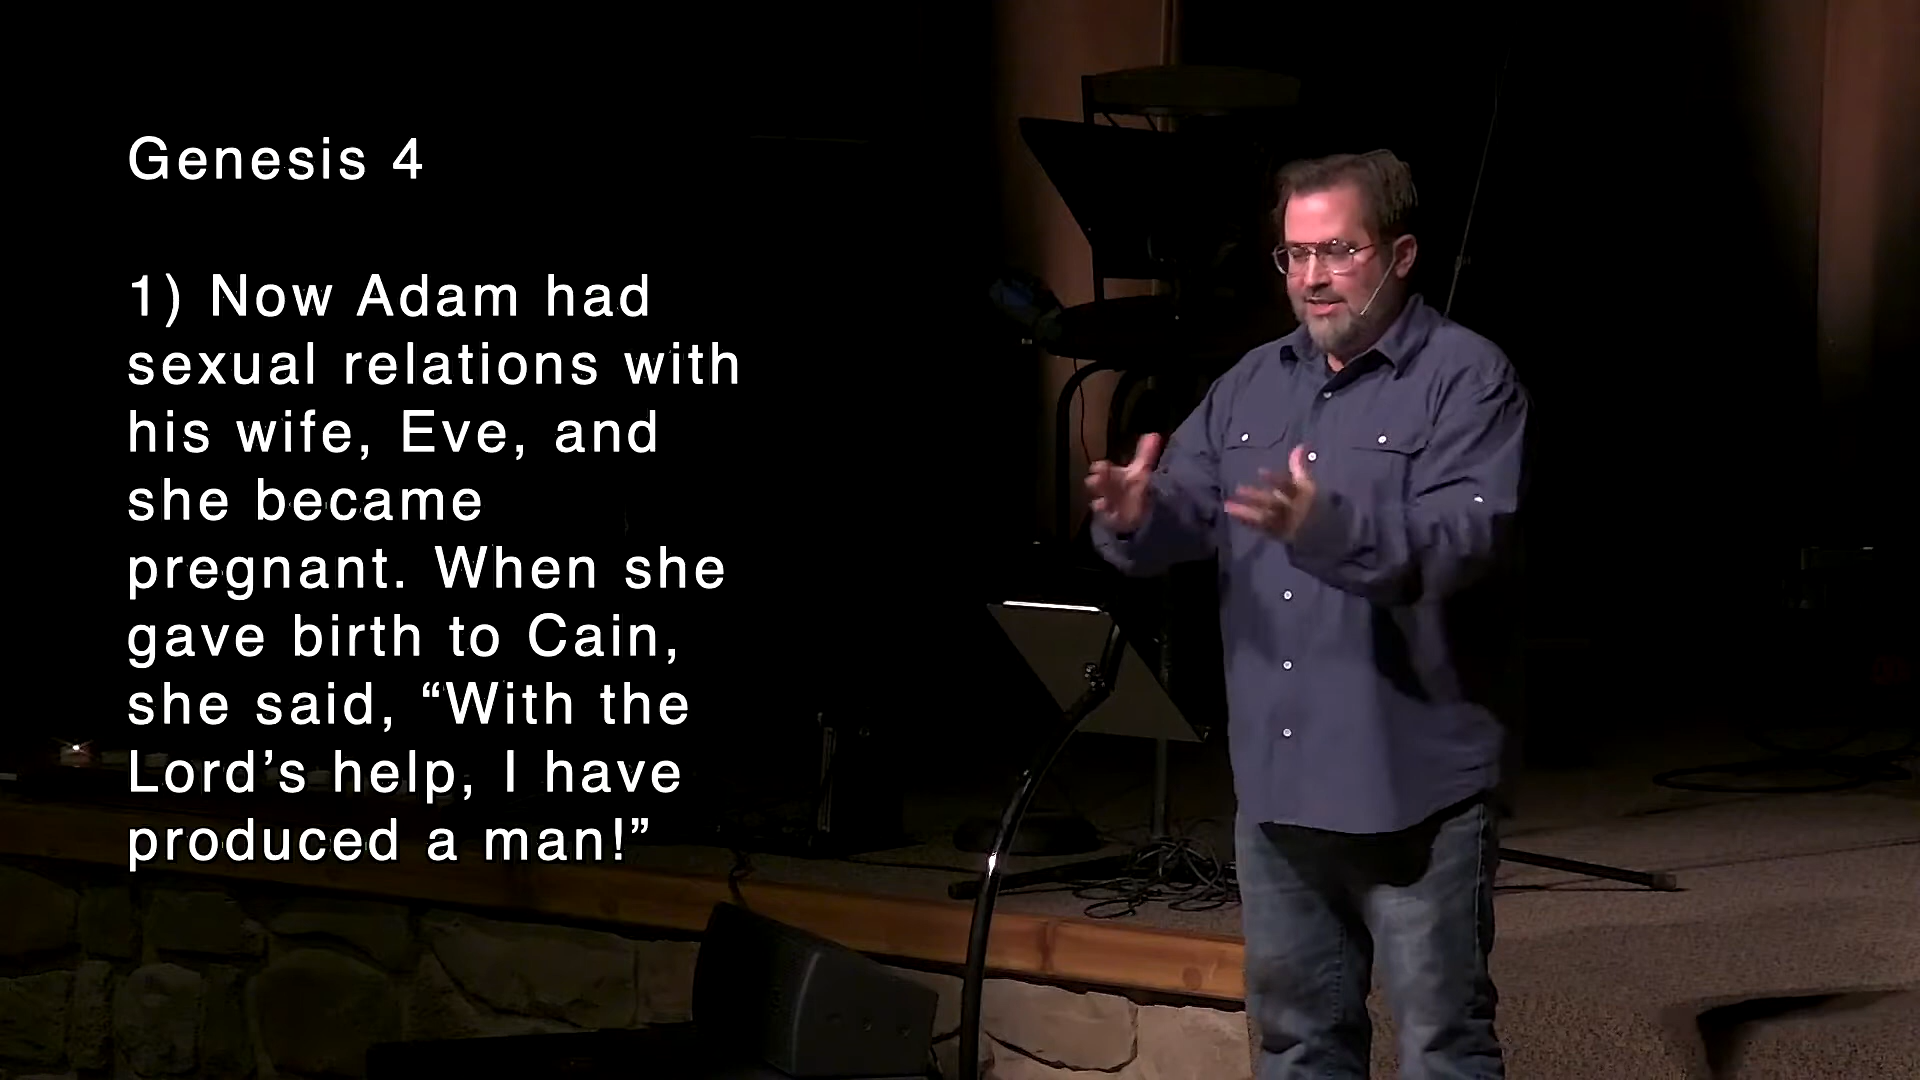 Genesis 4
1) Now Adam had
sexual relations with
his wife, Eve, and
she became
pregnant. When she
gave birth to Cain,
she said, “With the
Lord’s help, I have
produced a man!”